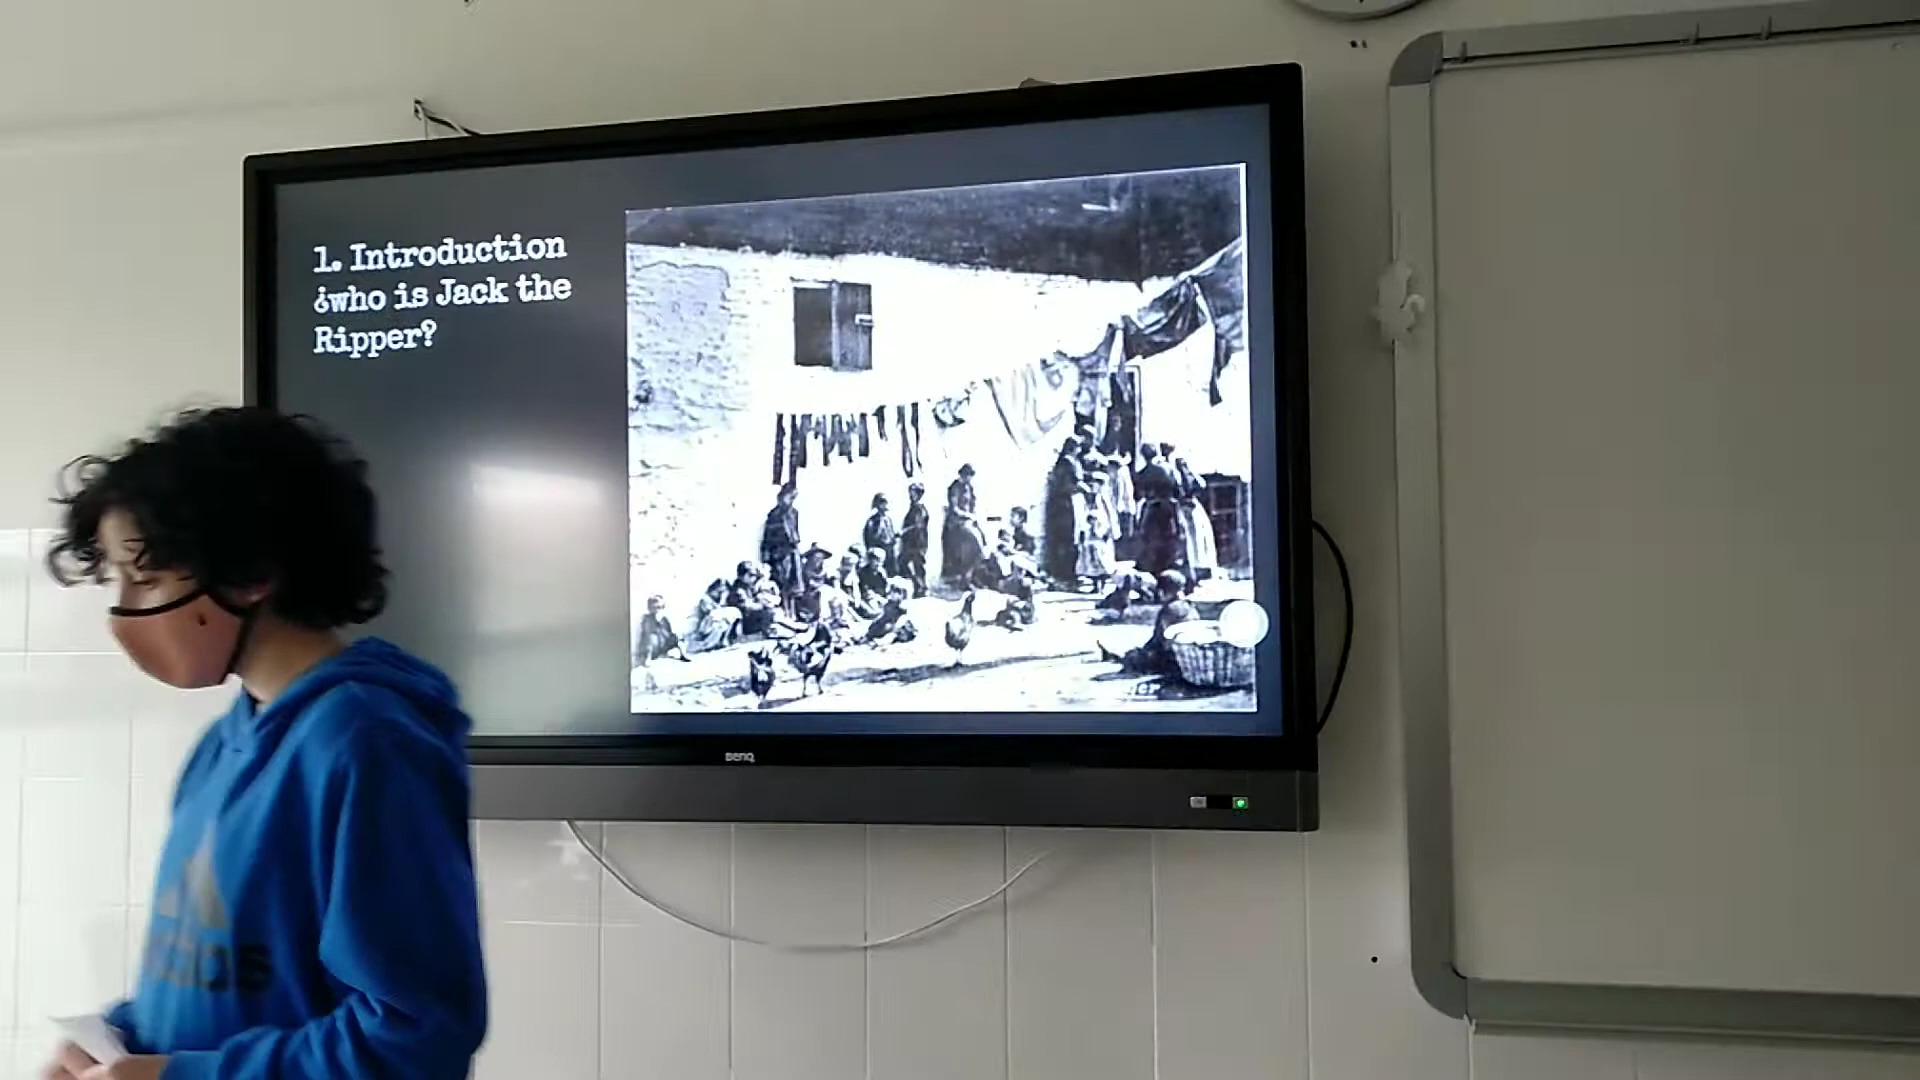 1. Introduction
¿who is Jack the
Ripper?
BenQ